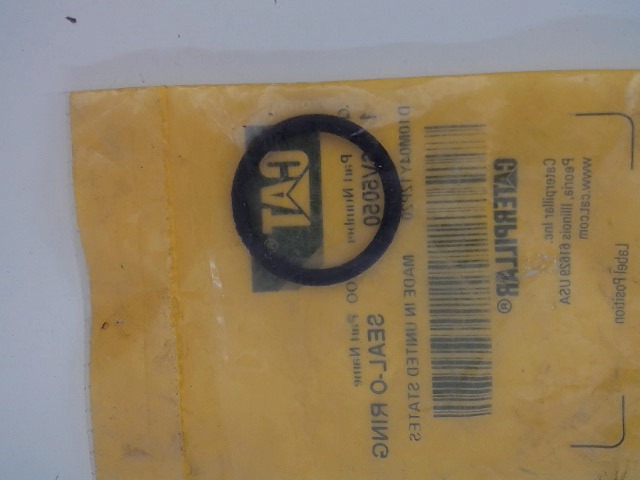 CAT®
Part Number
Part Name
SEAL-O RING
MADE IN UNITED STATES
CATERPILLAR®
Caterpillar Inc.
Peoria, Illinois 61629 USA
www.cat.com
Label Position